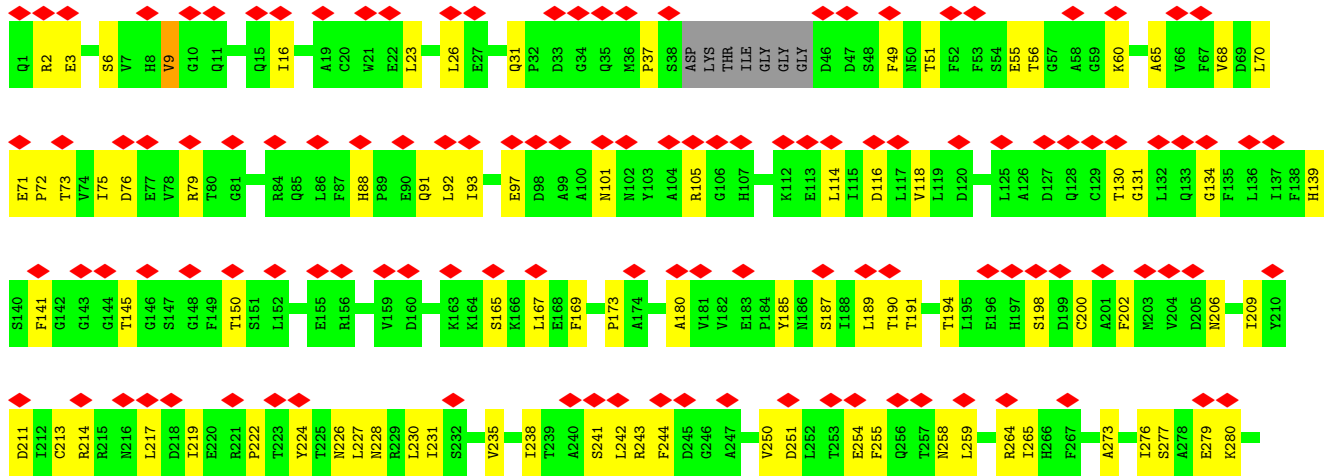 Q1 R2 E3 S6 V7 H8 V9 G10 Q11 Q15 I16 A19 C20 W21 E22 L23 L26 E27 Q31 P32 D33 G34 Q35 M36 P37 S38 ASP LYS THR ILE GLY GLY GLY D46 D47 S48 F49 N50 T51 F52 F53 S54 E55 T56 G57 A58 G59 K60 A65 V66 F67 V68 D69 L70
E71 P72 T73 V74 I75 D76 E77 V78 R79 T80 G81 R84 Q85 L86 F87 H88 P89 E90 Q91 L92 I93 E97 D98 A99 A100 N101 N102 Y103 A104 R105 G106 H107 K112 E113 L114 I115 D116 L117 V118 L119 D120 L125 A126 D127 Q128 C129 T130 G131 L132 Q133 G134 F135 L136 I137 F138 H139
S140 F141 G142 G143 G144 T145 G146 S147 G148 F149 T150 S151 L152 E155 R156 V159 D160 K163 K164 S165 K166 L167 E168 F169 P173 A174 A180 V181 V182 E183 P184 Y185 N186 S187 I188 L189 T190 T191 T194 L195 E196 H197 S198 D199 C200 A201 F202 M203 V204 D205 N206 I209 Y210
D211 I212 C213 R214 R215 N216 L217 D218 I219 E220 R221 P222 T223 Y224 T225 N226 L227 N228 R229 L230 I231 S232 V235 I238 T239 A240 S241 L242 R243 F244 D245 G246 A247 V250 D251 L252 T253 E254 F255 Q256 T257 N258 L259 R264 I265 H266 F267 A273 I276 S277 A278 E279 K280